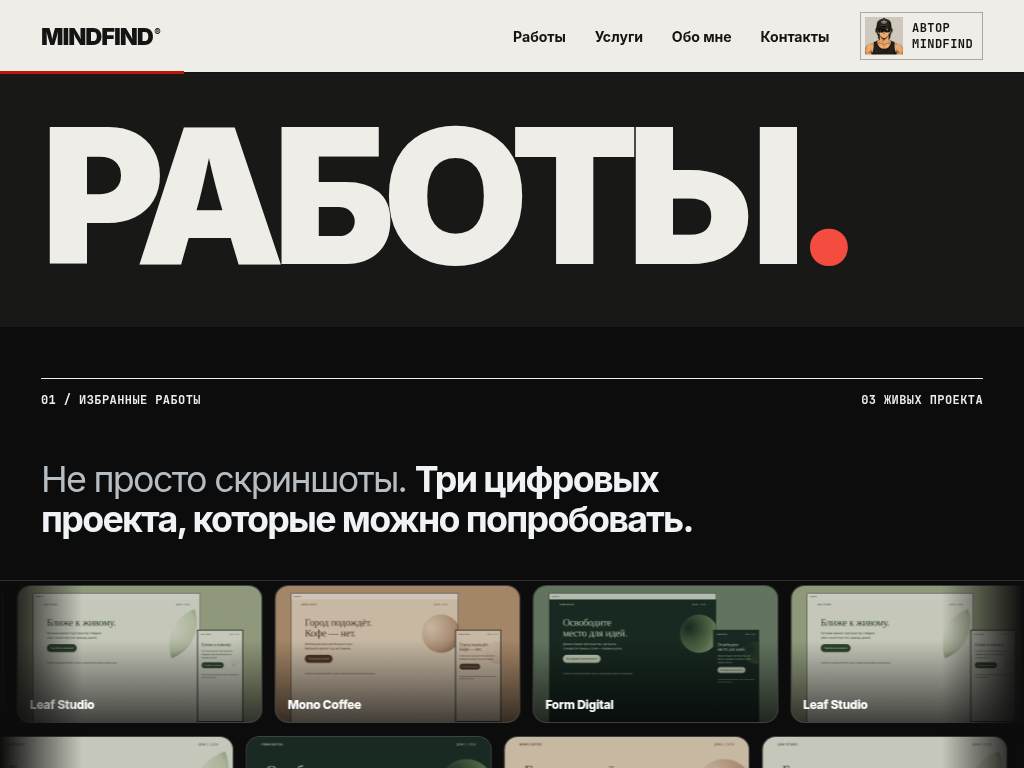 MINDFIND®
Работы
Услуги
Обо мне
Контакты
АВТОР
MINDFIND
РАБОТЫ.
01 / ИЗБРАННЫЕ РАБОТЫ
03 ЖИВЫХ ПРОЕКТА
Не просто скриншоты. Три цифровых
проекта, которые можно попробовать.
Ближе к живому.
Leaf Studio
Город подождёт.
Кофе — нет.
Mono Coffee
Освободите
место для идей.
Form Digital
Ближе к живому.
Leaf Studio